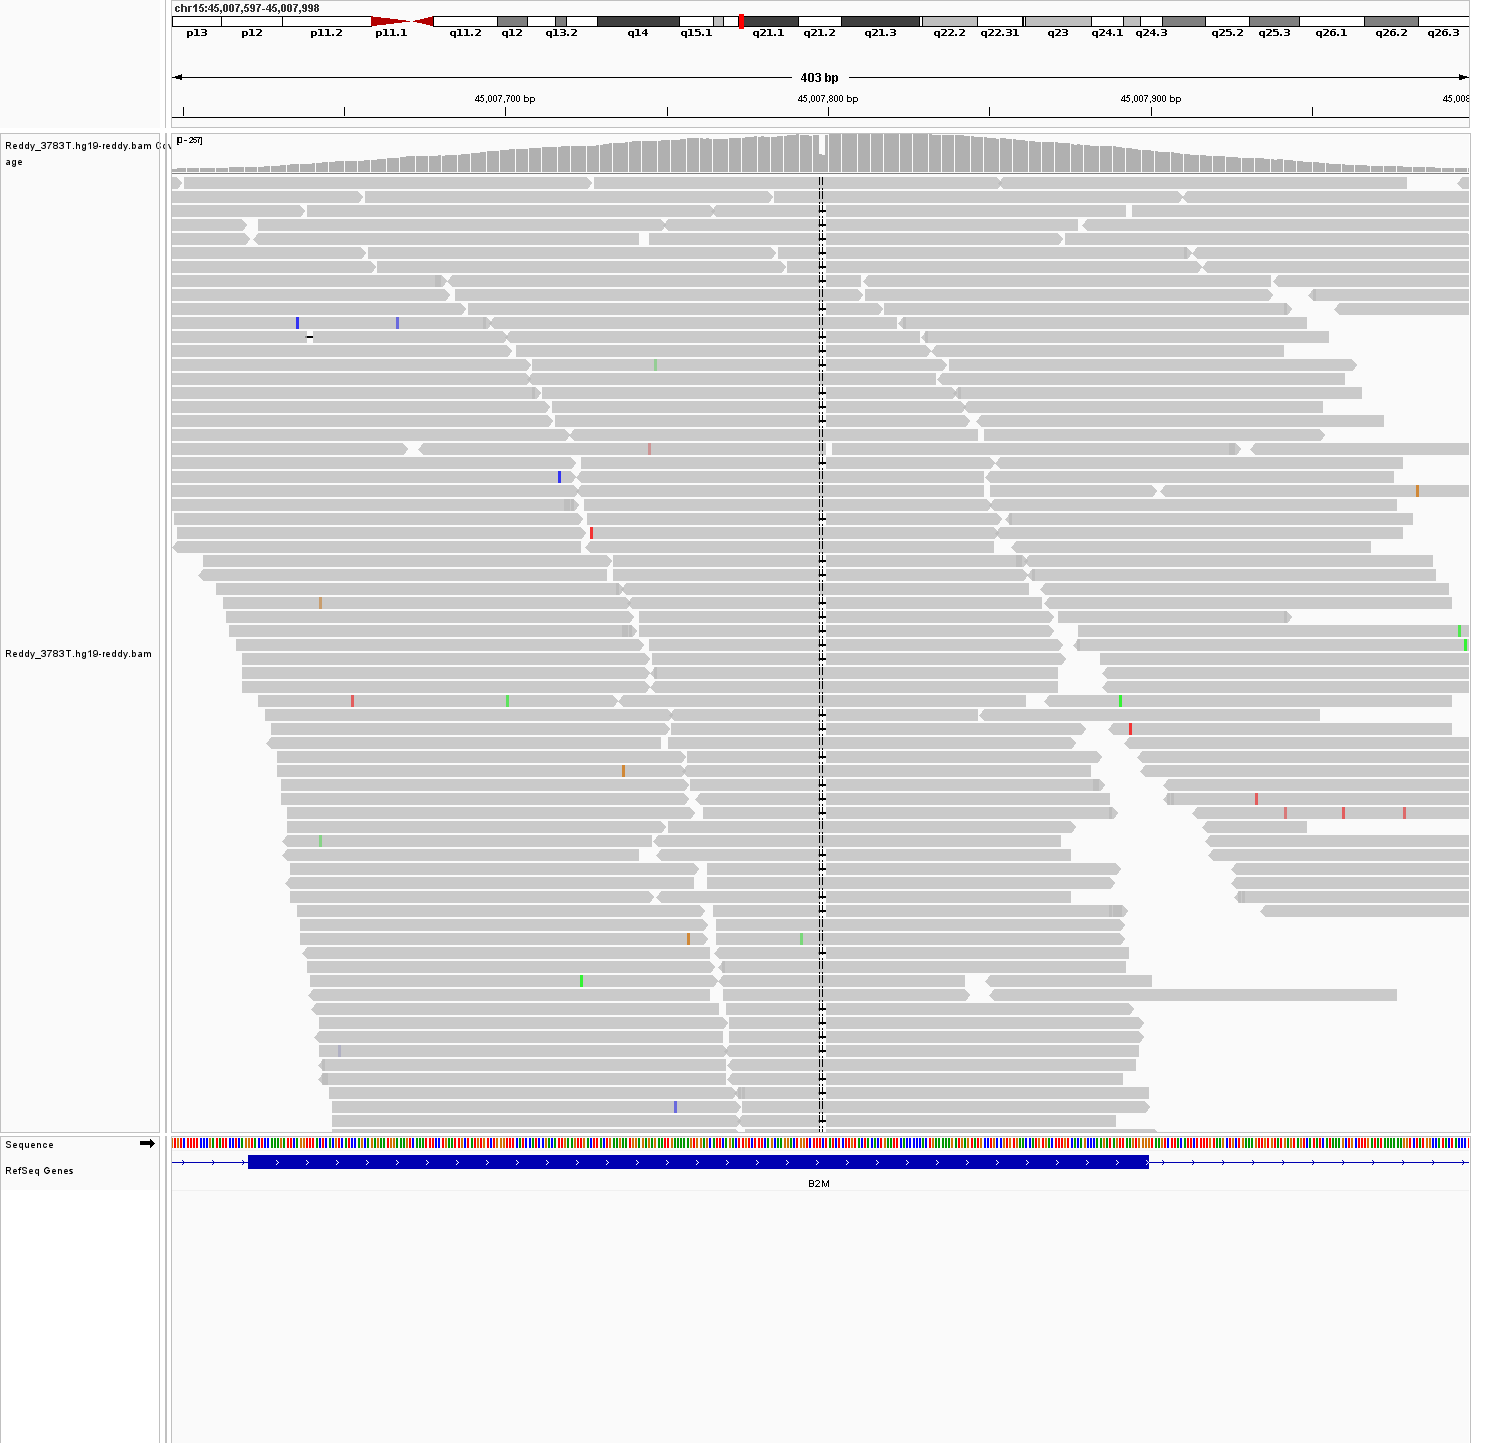 chr15:45,007,597-45,007,998
p13 p12 p11.2 p11.1 q11.2 q12 q13.2 q14 q15.1 q21.1 q21.2 q21.3 q22.2 q22.31 q23 q24.1 q24.3 q25.2 q25.3 q26.1 q26.2 q26.3
403 bp
45,007,700 bp 45,007,800 bp 45,007,900 bp 45,008
[0 - 257]
Reddy_3783T.hg19-reddy.bam Cov
age
Reddy_3783T.hg19-reddy.bam
Sequence
RefSeq Genes
B2M